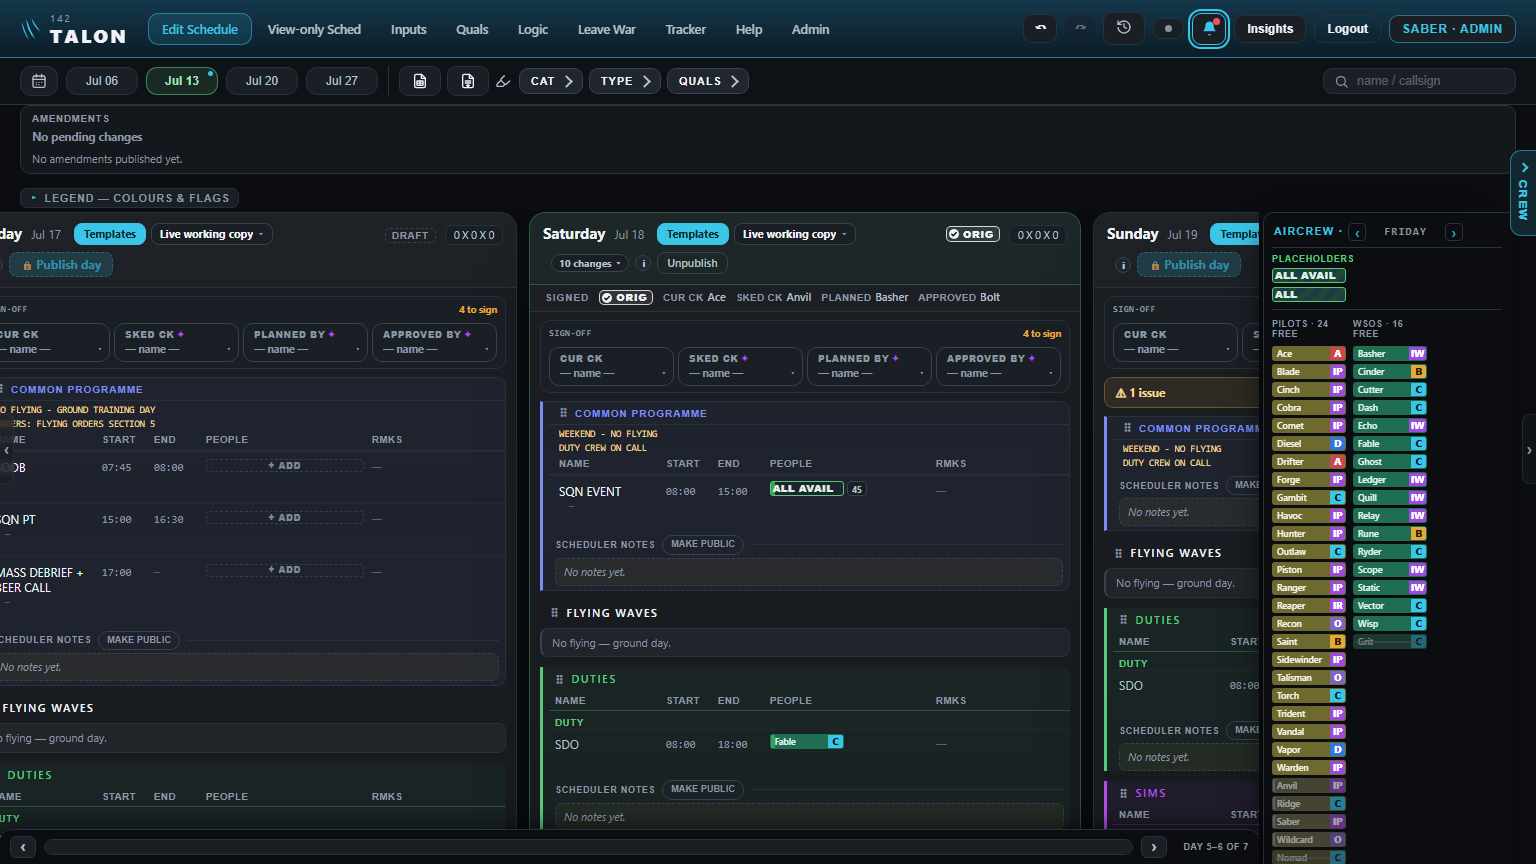 142
TALON
Edit Schedule
View-only Sched
Inputs
Quals
Logic
Leave War
Tracker
Help
Admin
Insights
Logout
SABER · ADMIN
Jul 06
Jul 13
Jul 20
Jul 27
CAT
TYPE
QUALS
name / callsign
AMENDMENTS
No pending changes
No amendments published yet.
LEGEND — COLOURS & FLAGS
CREW
day Jul 17 Templates Live working copy DRAFT 0X0X0
Publish day
N-OFF 4 to sign
CUR CK SKED CK PLANNED BY APPROVED BY
— name — — name — — name — — name —
COMMON PROGRAMME
O FLYING - GROUND TRAINING DAY
DERS: FLYING ORDERS SECTION 5
AME START END PEOPLE RMKS
OB 07:45 08:00 + ADD —
SQN PT 15:00 16:30 + ADD —
–
MASS DEBRIEF + 17:00 – + ADD —
BEER CALL
–
CHEDULER NOTES MAKE PUBLIC
No notes yet.
FLYING WAVES
o flying — ground day.
DUTIES
AME START END PEOPLE RMKS
UTY
Saturday Jul 18 Templates Live working copy ORIG 0X0X0
10 changes i Unpublish
SIGNED ORIG CUR CK Ace SKED CK Anvil PLANNED Basher APPROVED Bolt
SIGN-OFF 4 to sign
CUR CK SKED CK PLANNED BY APPROVED BY
— name — — name — — name — — name —
COMMON PROGRAMME
WEEKEND - NO FLYING
DUTY CREW ON CALL
NAME START END PEOPLE RMKS
SQN EVENT 08:00 15:00 ALL AVAIL 45 —
–
SCHEDULER NOTES MAKE PUBLIC
No notes yet.
FLYING WAVES
No flying — ground day.
DUTIES
NAME START END PEOPLE RMKS
DUTY
SDO 08:00 18:00 Fable C —
SCHEDULER NOTES MAKE PUBLIC
No notes yet.
Sunday Jul 19 Templat
i Publish day
SIGN-OFF
CUR CK S
— name — —
1 issue
COMMON PROGRAMM
WEEKEND - NO FLYING
DUTY CREW ON CALL
SCHEDULER NOTES MAKE
No notes yet.
FLYING WAVES
No flying — ground day.
DUTIES
NAME START
DUTY
SDO 08:00
SCHEDULER NOTES MAKE
No notes yet.
SIMS
NAME START
AIRCREW · ‹ FRIDAY ›
PLACEHOLDERS
ALL AVAIL
ALL
PILOTS · 24 FREE
WSOS · 16 FREE
Ace A Basher IW
Blade IP Cinder B
Cinch IP Cutter C
Cobra IP Dash C
Comet IP Echo IW
Diesel D Fable C
Drifter A Ghost C
Forge IP Ledger IW
Gambit C Quill IW
Havoc IP Relay IW
Hunter IP Rune B
Outlaw C Ryder C
Piston IP Scope IW
Ranger IP Static IW
Reaper IR Vector C
Recon O Wisp C
Saint B Grit C
Sidewinder IP
Talisman O
Torch C
Trident IP
Vandal IP
Vapor D
Warden IP
Anvil IP
Ridge C
Saber IP
Wildcard O
Nomad C
DAY 5–6 OF 7